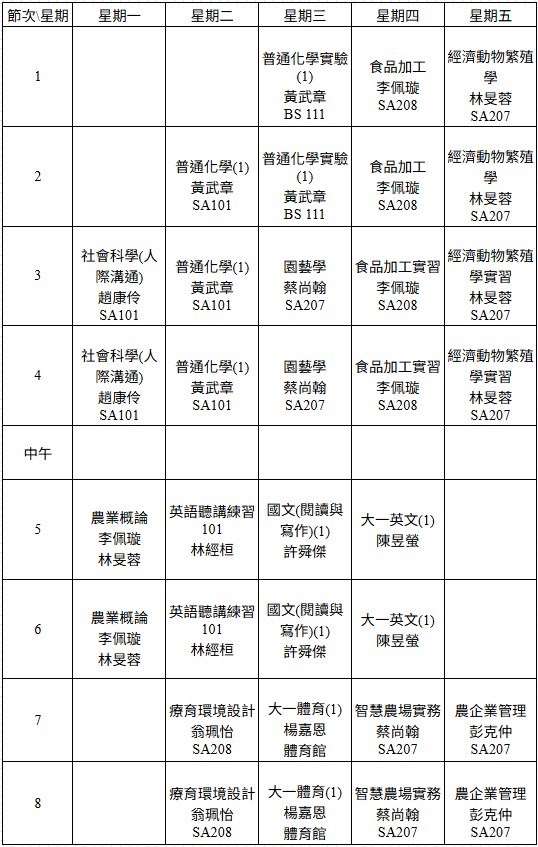 節次\星期 星期一 星期二 星期三 星期四 星期五
1
普通化學實驗
(1)
黃武章
BS 111
食品加工
李佩璇
SA208
經濟動物繁殖
學
林旻蓉
SA207
2
普通化學(1)
黃武章
SA101
普通化學實驗
(1)
黃武章
BS 111
食品加工
李佩璇
SA208
經濟動物繁殖
學
林旻蓉
SA207
3
社會科學(人
際溝通)
趙康伶
SA101
普通化學(1)
黃武章
SA101
園藝學
蔡尚翰
SA207
食品加工實習
李佩璇
SA208
經濟動物繁殖
學實習
林旻蓉
SA207
4
社會科學(人
際溝通)
趙康伶
SA101
普通化學(1)
黃武章
SA101
園藝學
蔡尚翰
SA207
食品加工實習
李佩璇
SA208
經濟動物繁殖
學實習
林旻蓉
SA207
中午
5
農業概論
李佩璇
林旻蓉
英語聽講練習
101
林經桓
國文(閱讀與
寫作)(1)
許舜傑
大一英文(1)
陳昱螢
6
農業概論
李佩璇
林旻蓉
英語聽講練習
101
林經桓
國文(閱讀與
寫作)(1)
許舜傑
大一英文(1)
陳昱螢
7
療育環境設計
翁珮怡
SA208
大一體育(1)
楊嘉恩
體育館
智慧農場實務
蔡尚翰
SA207
農企業管理
彭克仲
SA207
8
療育環境設計
翁珮怡
SA208
大一體育(1)
楊嘉恩
體育館
智慧農場實務
蔡尚翰
SA207
農企業管理
彭克仲
SA207